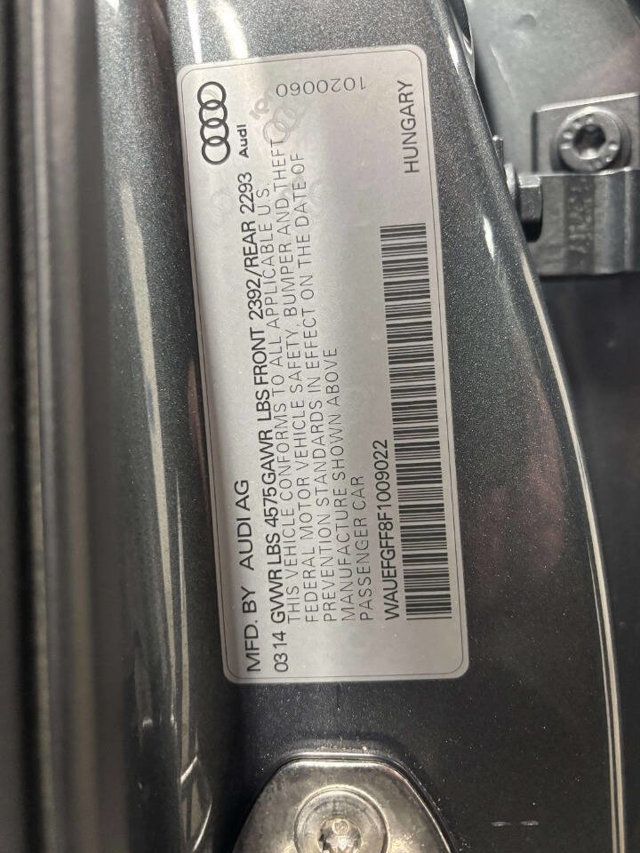 MFD. BY AUDI AG
Audi
0314 GVWR LBS 4575 GAWR LBS FRONT 2392/REAR 2293
THIS VEHICLE CONFORMS TO ALL APPLICABLE U.S.
FEDERAL MOTOR VEHICLE SAFETY, BUMPER AND THEFT
PREVENTION STANDARDS IN EFFECT ON THE DATE OF
MANUFACTURE SHOWN ABOVE
PASSENGER CAR
1020060
WAUEFGFF8F1009022
HUNGARY